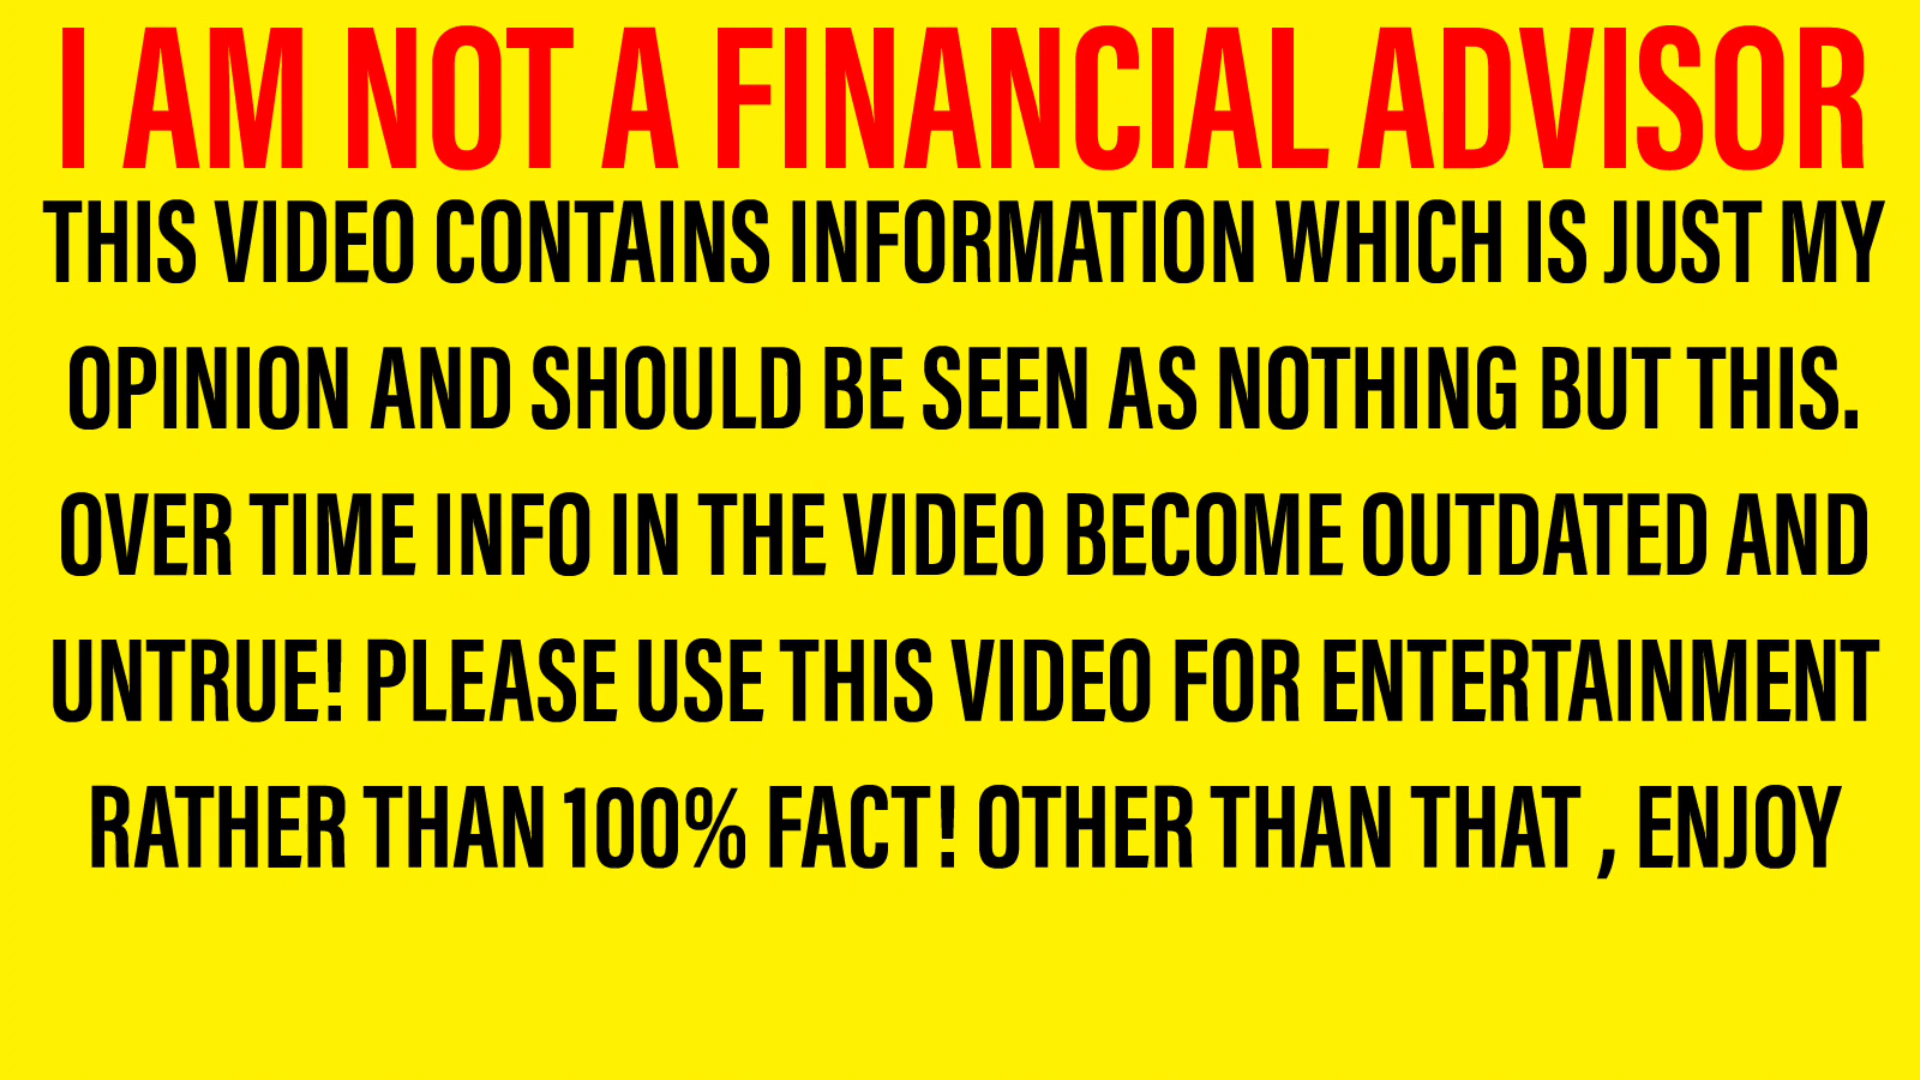 I AM NOT A FINANCIAL ADVISOR
THIS VIDEO CONTAINS INFORMATION WHICH IS JUST MY
OPINION AND SHOULD BE SEEN AS NOTHING BUT THIS.
OVER TIME INFO IN THE VIDEO BECOME OUTDATED AND
UNTRUE! PLEASE USE THIS VIDEO FOR ENTERTAINMENT
RATHER THAN 100% FACT! OTHER THAN THAT , ENJOY